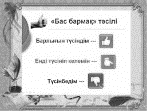 «Бас бармақ» тәсілі
Барлығын түсіндім ---
Енді түсініп келемін ---
Түсінбедім ---